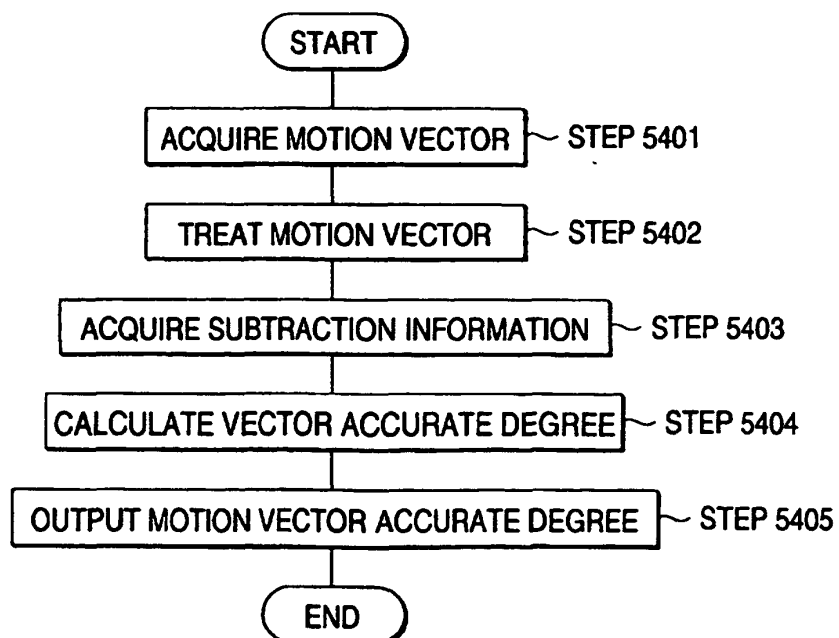 START
ACQUIRE MOTION VECTOR STEP 5401
TREAT MOTION VECTOR STEP 5402
ACQUIRE SUBTRACTION INFORMATION STEP 5403
CALCULATE VECTOR ACCURATE DEGREE STEP 5404
OUTPUT MOTION VECTOR ACCURATE DEGREE STEP 5405
END